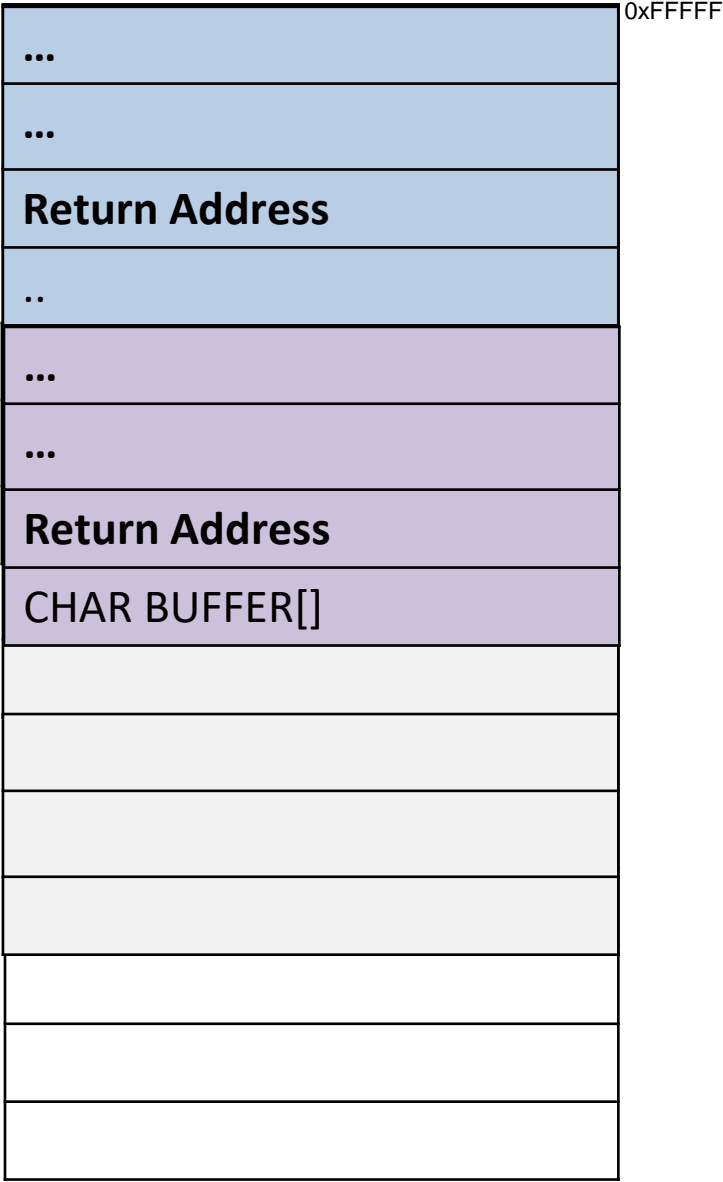 0xFFFFF
...
...
Return Address
..
...
...
Return Address
CHAR BUFFER[]